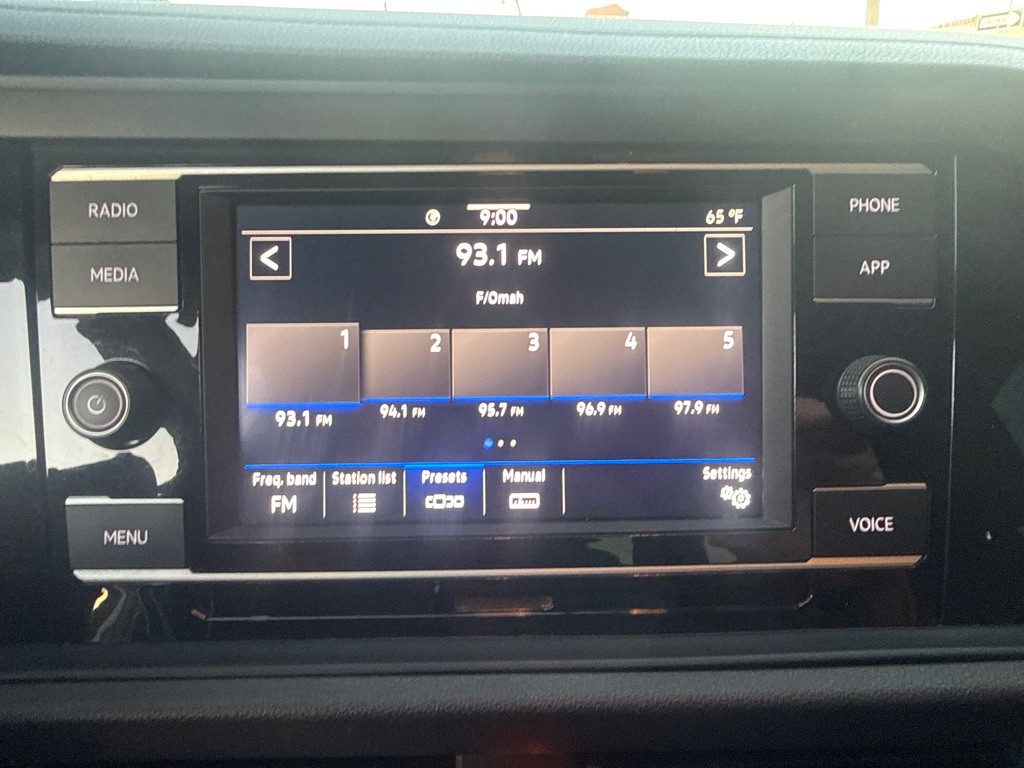 RADIO
MEDIA
MENU
9:00
65 °F
<
93.1 FM
>
F/Omah
1
2
3
4
5
93.1 FM
94.1 FM
95.7 FM
96.9 FM
97.9 FM
Freq. band
FM
Station list
Presets
Manual
Settings
PHONE
APP
VOICE